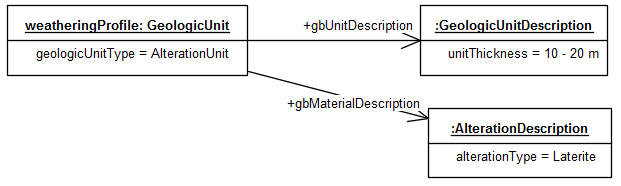 weatheringProfile: GeologicUnit
geologicUnitType = AlterationUnit
+gbUnitDescription
:GeologicUnitDescription
unitThickness = 10 - 20 m
+gbMaterialDescription
:AlterationDescription
alterationType = Laterite